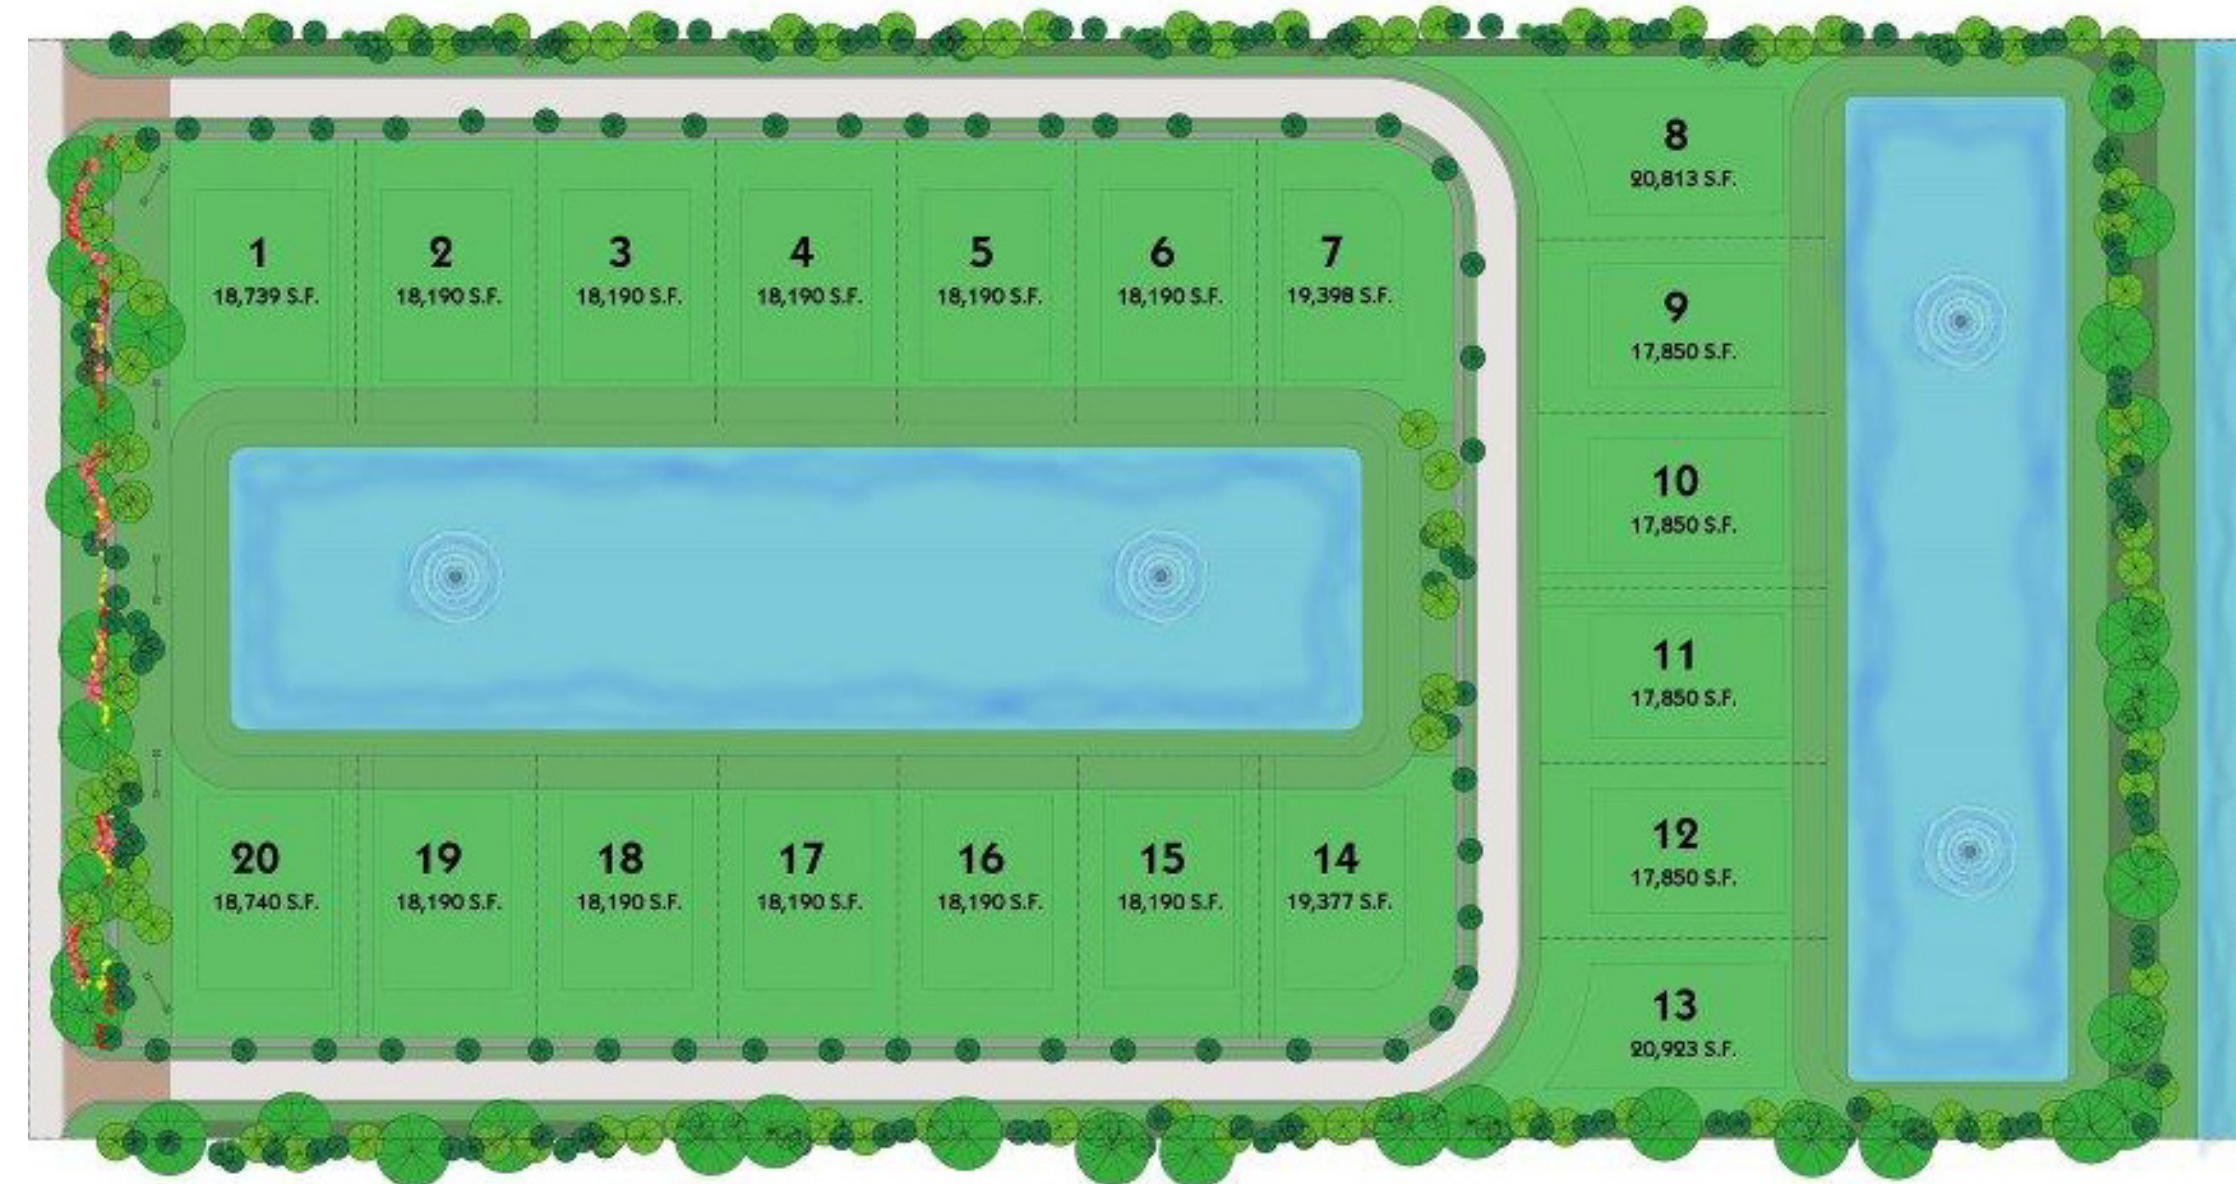 1
18,739 S.F.
2
18,190 S.F.
3
18,190 S.F.
4
18,190 S.F.
5
18,190 S.F.
6
18,190 S.F.
7
19,398 S.F.
8
20,813 S.F.
9
17,850 S.F.
10
17,850 S.F.
11
17,850 S.F.
12
17,850 S.F.
13
20,923 S.F.
20
18,740 S.F.
19
18,190 S.F.
18
18,190 S.F.
17
18,190 S.F.
16
18,190 S.F.
15
18,190 S.F.
14
19,377 S.F.